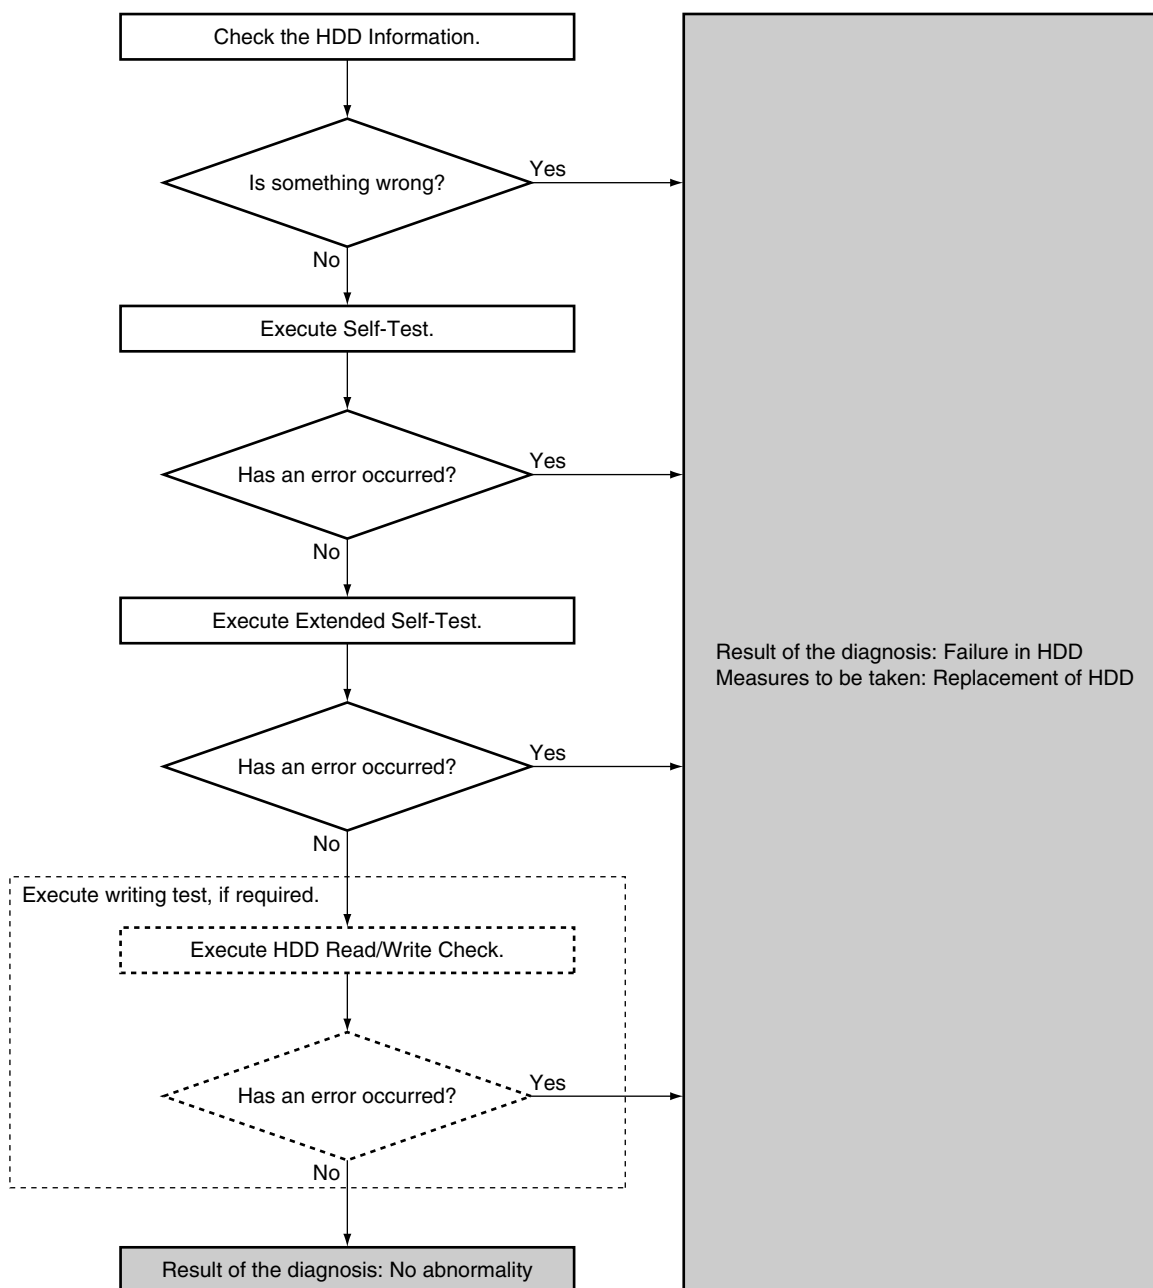 Check the HDD Information.
Is something wrong?
Yes
No
Execute Self-Test.
Has an error occurred?
Yes
No
Execute Extended Self-Test.
Has an error occurred?
Yes
No
Execute writing test, if required.
Execute HDD Read/Write Check.
Has an error occurred?
Yes
No
Result of the diagnosis: No abnormality
Result of the diagnosis: Failure in HDD
Measures to be taken: Replacement of HDD